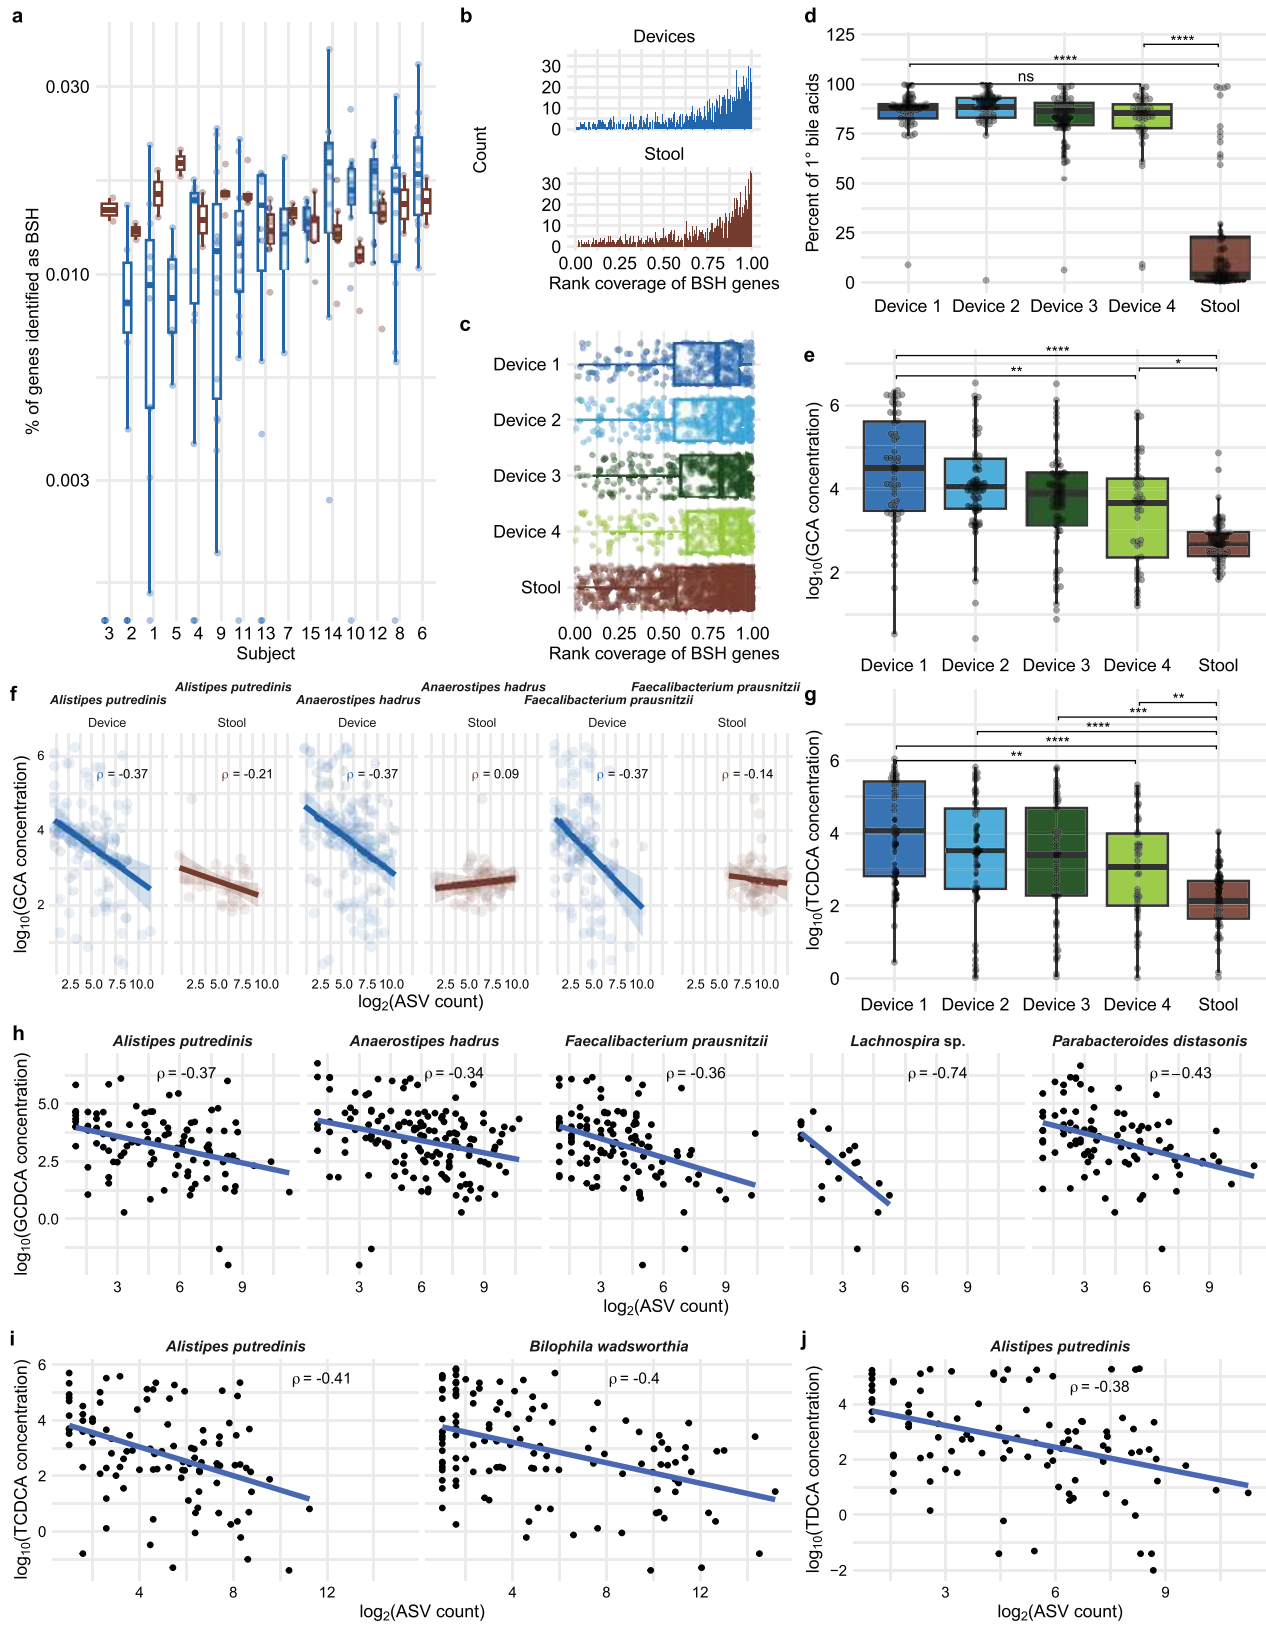 a
0.030
0.010
0.003
% of genes identified as BSH
3 2 1 5 4 9 11 13 7 15 14 10 12 8 6
Subject
b
Devices
30
20
10
0
Count
Stool
30
20
10
0
0.00 0.25 0.50 0.75 1.00
Rank coverage of BSH genes
c
Device 1
Device 2
Device 3
Device 4
Stool
0.00 0.25 0.50 0.75 1.00
Rank coverage of BSH genes
d
125
100
75
50
25
0
Percent of 1° bile acids
****
****
ns
Device 1 Device 2 Device 3 Device 4 Stool
e
6
4
2
log10(GCA concentration)
****
*
**
Device 1 Device 2 Device 3 Device 4 Stool
f
Alistipes putredinis
Device
ρ = -0.37
Alistipes putredinis
Stool
ρ = -0.21
Anaerostipes hadrus
Device
ρ = -0.37
Anaerostipes hadrus
Stool
ρ = 0.09
Faecalibacterium prausnitzii
Device
ρ = -0.37
Faecalibacterium prausnitzii
Stool
ρ = -0.14
6
4
2
log10(GCA concentration)
2.5 5.0 7.5 10.0 2.5 5.0 7.5 10.0 2.5 5.0 7.5 10.0 2.5 5.0 7.5 10.0 2.5 5.0 7.5 10.0 2.5 5.0 7.5 10.0
log2(ASV count)
g
**
***
****
****
**
6
4
2
0
log10(TCDCA concentration)
Device 1 Device 2 Device 3 Device 4 Stool
h
Alistipes putredinis
Anaerostipes hadrus
Faecalibacterium prausnitzii
Lachnospira sp.
Parabacteroides distasonis
ρ = -0.37
ρ = -0.34
ρ = -0.36
ρ = -0.74
ρ = −0.43
5.0
2.5
0.0
log10(GCDCA concentration)
3 6 9 3 6 9 3 6 9 3 6 9 3 6 9
log2(ASV count)
i
Alistipes putredinis
Bilophila wadsworthia
ρ = -0.41
ρ = -0.4
6
4
2
0
log10(TCDCA concentration)
4 8 12 4 8 12
log2(ASV count)
j
Alistipes putredinis
ρ = -0.38
4
2
0
−2
log10(TDCA concentration)
3 6 9
log2(ASV count)